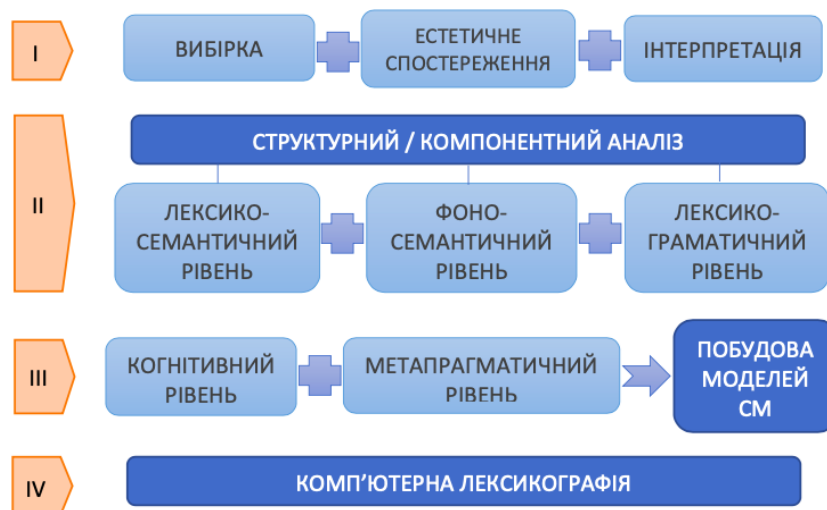 I
ВИБІРКА
ЕСТЕТИЧНЕ
СПОСТЕРЕЖЕННЯ
ІНТЕРПРЕТАЦІЯ
II
СТРУКТУРНИЙ / КОМПОНЕНТНИЙ АНАЛІЗ
ЛЕКСИКО-
СЕМАНТИЧНИЙ
РІВЕНЬ
ФОНО-
СЕМАНТИЧНИЙ
РІВЕНЬ
ЛЕКСИКО-
ГРАМАТИЧНИЙ
РІВЕНЬ
III
КОГНІТИВНИЙ
РІВЕНЬ
МЕТАПРАГМАТИЧНИЙ
РІВЕНЬ
ПОБУДОВА
МОДЕЛЕЙ
СМ
IV
КОМП’ЮТЕРНА ЛЕКСИКОГРАФІЯ